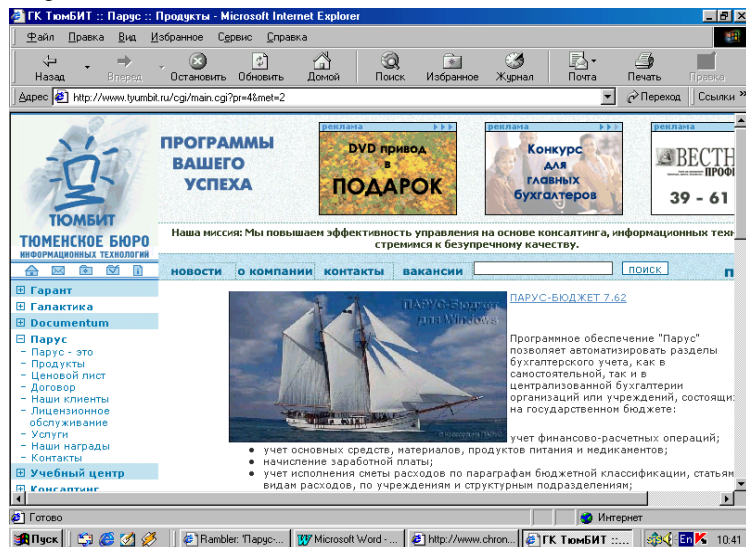 ГК ТюмБИТ :: Парус :: Продукты - Microsoft Internet Explorer
Файл Правка Вид Избранное Сервис Справка
Назад Вперед Остановить Обновить Домой Поиск Избранное Журнал Почта Печать Правка
Адрес http://www.tyumbit.ru/cgi/main.cgi?pr=4&met=2 Переход Ссылки »
ТЮМБИТ
ТЮМЕНСКОЕ БЮРО
ИНФОРМАЦИОННЫХ ТЕХНОЛОГИЙ
ПРОГРАММЫ
ВАШЕГО
УСПЕХА
реклама
DVD привод
в
ПОДАРОК
реклама
Конкурс
для
главных
бухгалтеров
реклама
ВЕСТН
ПРОФИ
39 - 61
Наша миссия: Мы повышаем эффективность управления на основе консалтинга, информационных техн
стремимся к безупречному качеству.
новости о компании контакты вакансии поиск п
Гарант
Галактика
Documentum
Парус
- Парус - это
- Продукты
- Ценовой лист
- Договор
- Наши клиенты
- Лицензионное
обслуживание
- Услуги
- Наши награды
- Контакты
Учебный центр
Консалтинг
ПАРУС-Бюджет
для Windows
ПАРУС-БЮДЖЕТ 7.62
Программное обеспечение "Парус"
позволяет автоматизировать разделы
бухгалтерского учета, как в
самостоятельной, так и в
централизованной бухгалтерии
организаций или учреждений, состоящих
на государственном бюджете:
учет финансово-расчетных операций;
• учет основных средств, материалов, продуктов питания и медикаментов;
• начисление заработной платы;
• учет исполнения сметы расходов по параграфам бюджетной классификации, статьям
видам расходов, по учреждениям и структурным подразделениям;
Готово Интернет
Пуск Rambler: "Парус-... Microsoft Word - ... http://www.chron... ГК ТюмБИТ ::... En 10:41